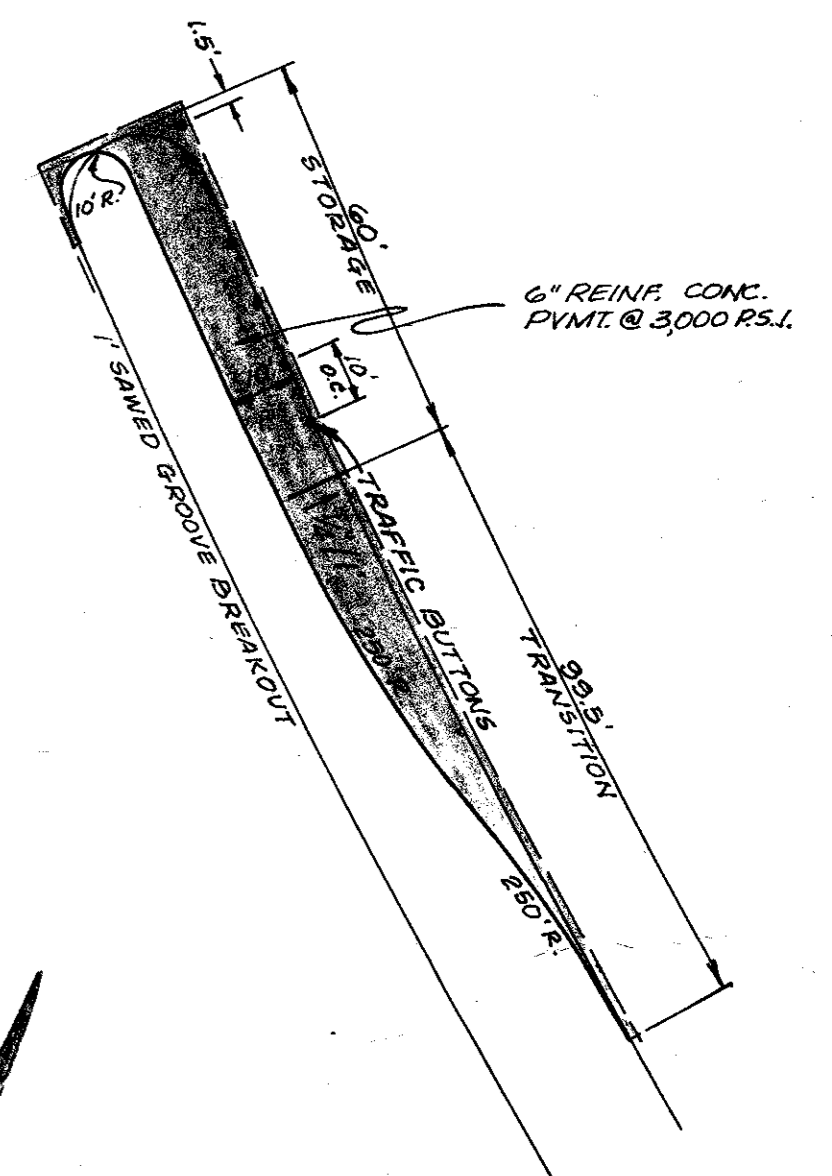 1.5'
60'
STORAGE
10' R.
6" REINF. CONC.
PVMT. @ 3,000 P.S.I.
10'
O.C.
1' SAWED GROOVE BREAKOUT
TRAFFIC BUTTONS
250' R.
99.5'
TRANSITION
250' R.